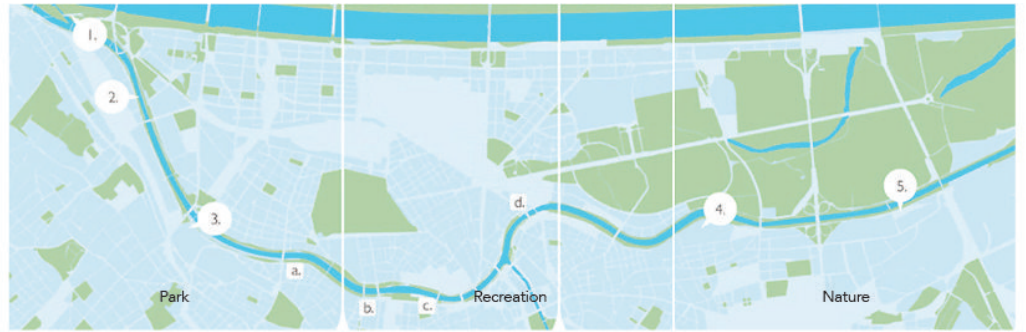 1.
2.
3.
a.
b.
c.
d.
4.
5.
Park
Recreation
Nature